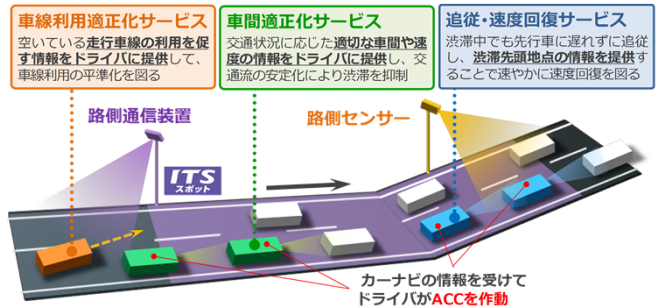 車線利用適正化サービス
空いている走行車線の利用を促
す情報をドライバに提供して、
車線利用の平準化を図る
車間適正化サービス
交通状況に応じた適切な車間や速
度の情報をドライバに提供し、交
通流の安定化により渋滞を抑制
追従・速度回復サービス
渋滞中でも先行車に遅れずに追従
し、渋滞先頭地点の情報を提供す
ることで速やかに速度回復を図る
路側通信装置
路側センサー
ITS
スポット
カーナビの情報を受けて
ドライバがACCを作動